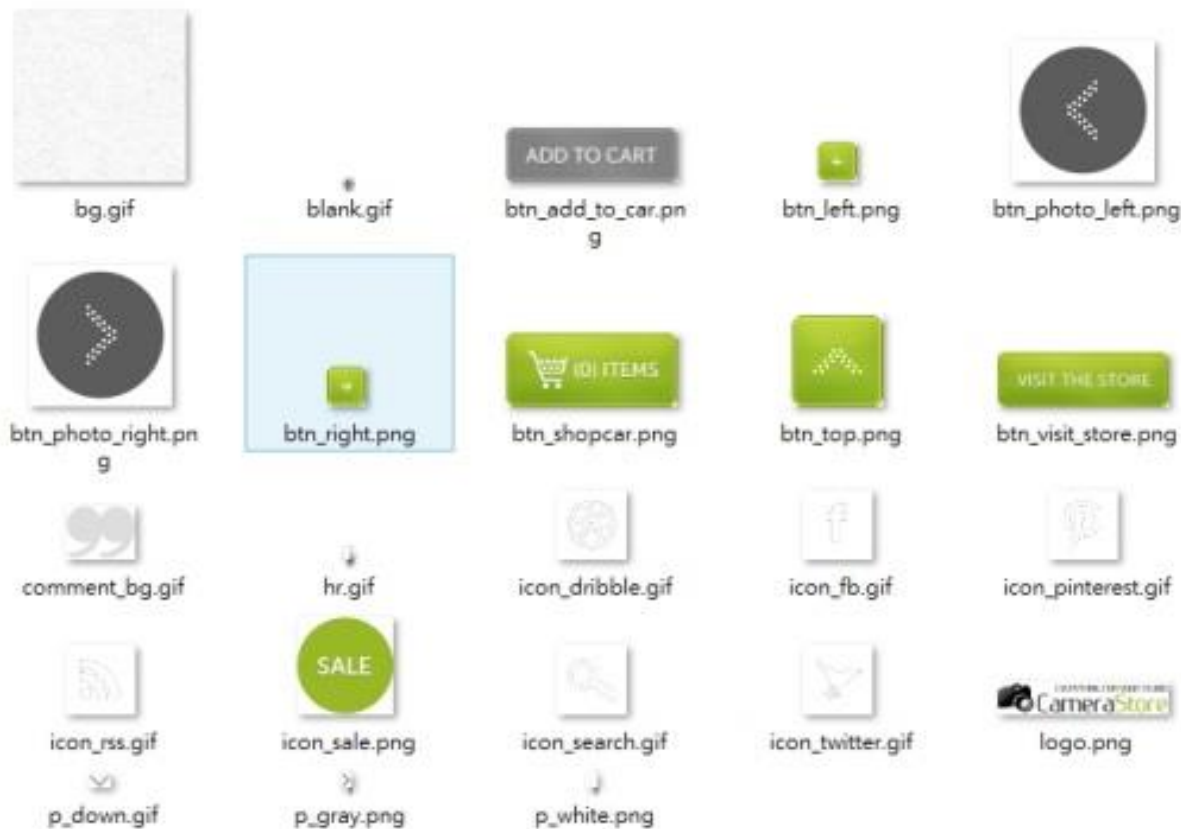 bg.gif
blank.gif
ADD TO CART
btn_add_to_car.pn
g
btn_left.png
btn_photo_left.png
btn_photo_right.pn
g
btn_right.png
(0) ITEMS
btn_shopcar.png
btn_top.png
VISIT THE STORE
btn_visit_store.png
comment_bg.gif
hr.gif
icon_dribble.gif
f
icon_fb.gif
icon_pinterest.gif
icon_rss.gif
SALE
icon_sale.png
icon_search.gif
icon_twitter.gif
CameraStore
logo.png
p_down.gif
p_gray.png
p_white.png